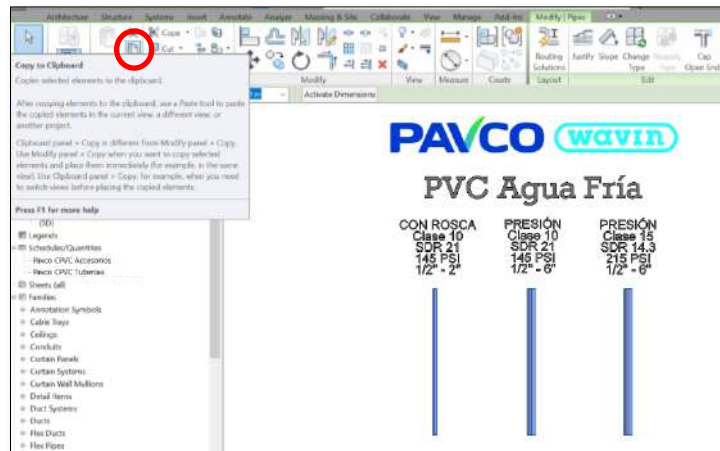 Architecture Structure Systems Insert Annotate Analyze Massing & Site Collaborate View Manage Add-Ins Modify | Pipes
Cope
Cut
Modify View Measure Create Layout Edit
Routing Solutions
Justify Slope Change Type
Cap Open End
Activate Dimensions
Copy to Clipboard
Copies selected elements to the clipboard.
After copying elements to the clipboard, use a Paste tool to paste
the copied elements in the current view, a different view, or
another project.
Clipboard panel > Copy is different from Modify panel > Copy.
Use Modify panel > Copy when you want to copy selected
elements and place them immediately (for example, in the same
view). Use Clipboard panel > Copy, for example, when you need
to switch views before placing the copied elements.
Press F1 for more help
(3D)
Legends
Schedules/Quantities
Pavco CPVC Accesorios
Pavco CPVC Tuberias
Sheets (all)
Families
Annotation Symbols
Cable Trays
Ceilings
Conduits
Curtain Panels
Curtain Systems
Curtain Wall Mullions
Detail Items
Duct Systems
Ducts
Flex Ducts
Flex Pipes
PAVCO wavin
PVC Agua Fría
CON ROSCA
Clase 10
SDR 21
145 PSI
1/2" - 2"
PRESIÓN
Clase 10
SDR 21
145 PSI
1/2" - 6"
PRESIÓN
Clase 15
SDR 14.3
215 PSI
1/2" - 6"